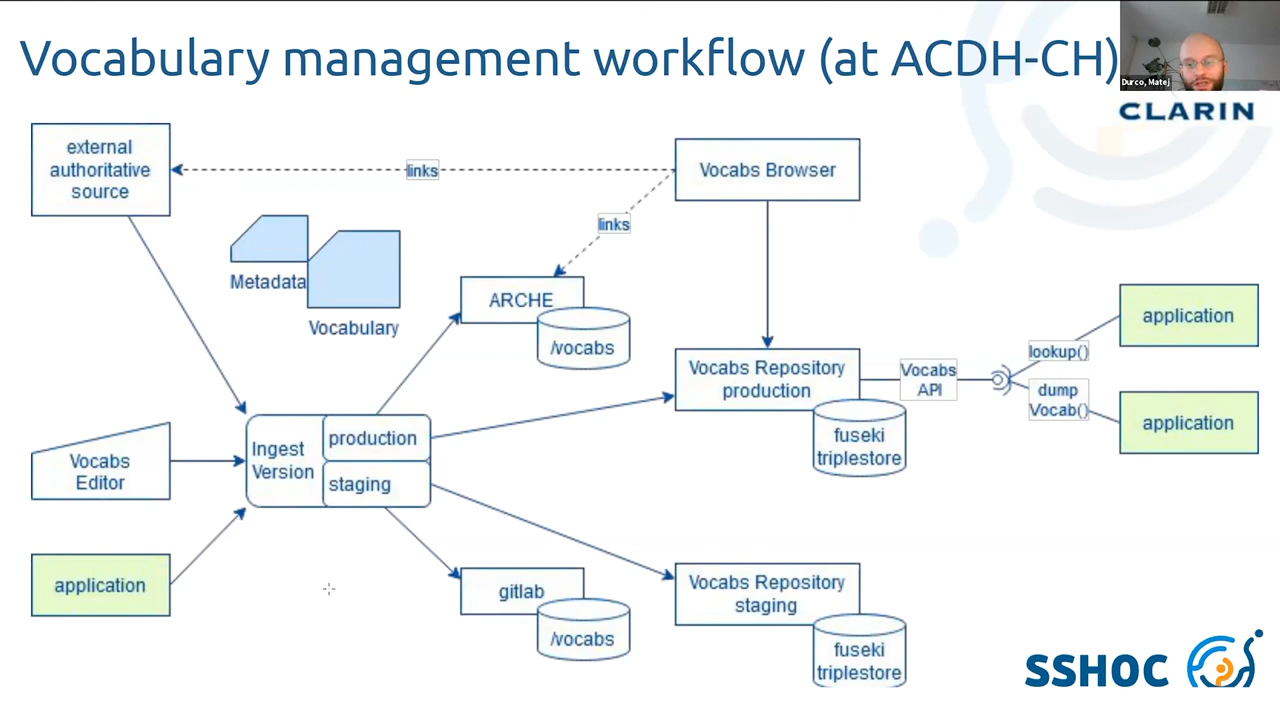 Vocabulary management workflow (at ACDH-CH)
Durco, Matej
CLARIN
external
authoritative
source
links
Vocabs Browser
links
Metadata
Vocabulary
ARCHE
/vocabs
application
Vocabs Repository
production
Vocabs
API
lookup()
dump
Vocab()
application
fuseki
triplestore
Ingest
Version
production
staging
Vocabs
Editor
application
gitlab
/vocabs
Vocabs Repository
staging
fuseki
triplestore
SSHOC